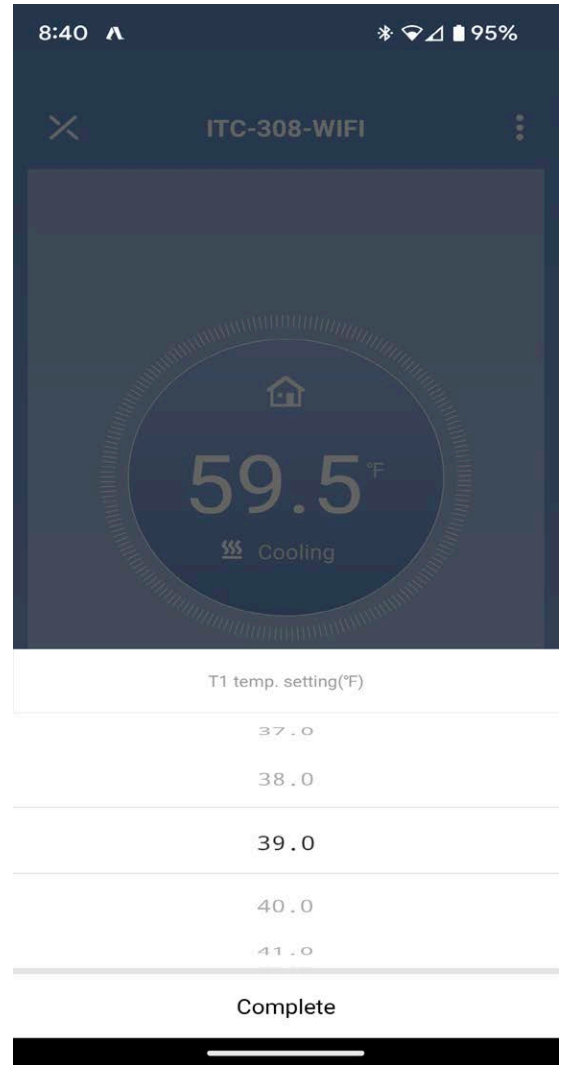 8:40 95%
ITC-308-WIFI
59.5°F
Cooling
T1 temp. setting(°F)
37.0
38.0
39.0
40.0
41.0
Complete